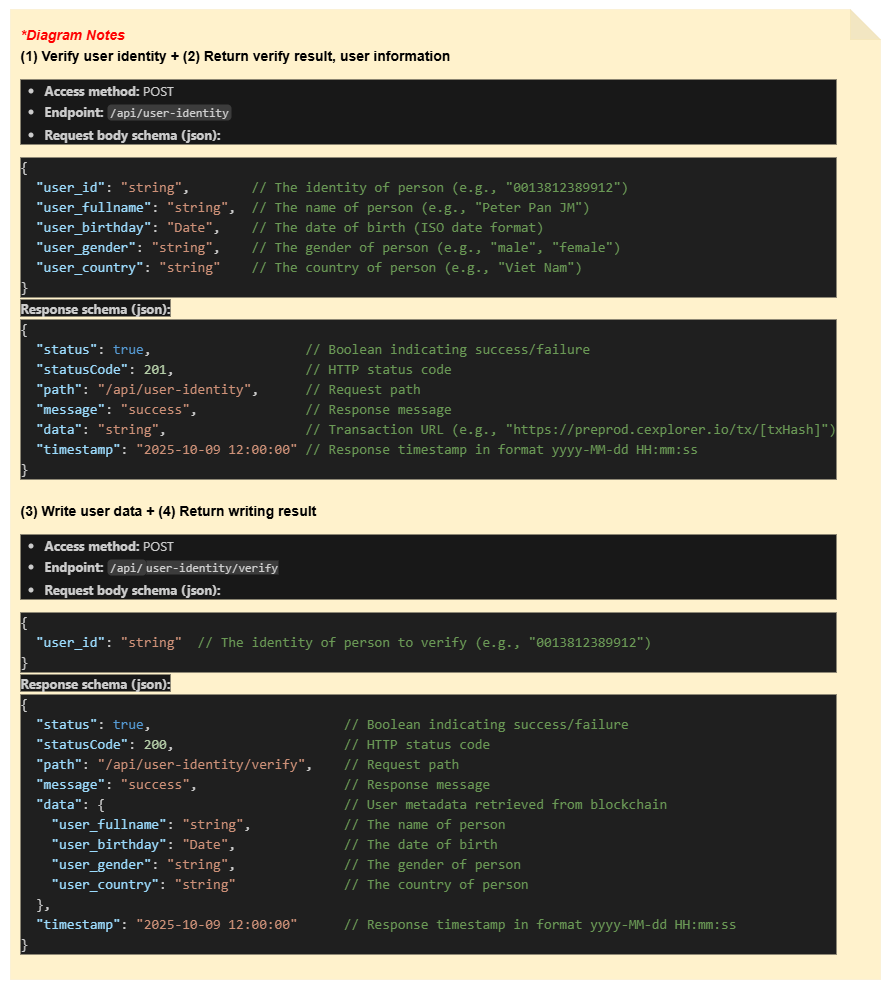 *Diagram Notes
(1) Verify user identity + (2) Return verify result, user information
• Access method: POST
• Endpoint: /api/user-identity
• Request body schema (json):
{
  "user_id": "string",        // The identity of person (e.g., "0013812389912")
  "user_fullname": "string",  // The name of person (e.g., "Peter Pan JM")
  "user_birthday": "Date",    // The date of birth (ISO date format)
  "user_gender": "string",    // The gender of person (e.g., "male", "female")
  "user_country": "string"    // The country of person (e.g., "Viet Nam")
}
Response schema (json):
{
  "status": true,                    // Boolean indicating success/failure
  "statusCode": 201,                 // HTTP status code
  "path": "/api/user-identity",      // Request path
  "message": "success",              // Response message
  "data": "string",                  // Transaction URL (e.g., "https://preprod.cexplorer.io/tx/[txHash]")
  "timestamp": "2025-10-09 12:00:00" // Response timestamp in format yyyy-MM-dd HH:mm:ss
}
(3) Write user data + (4) Return writing result
• Access method: POST
• Endpoint: /api/user-identity/verify
• Request body schema (json):
{
  "user_id": "string"  // The identity of person to verify (e.g., "0013812389912")
}
Response schema (json):
{
  "status": true,                         // Boolean indicating success/failure
  "statusCode": 200,                      // HTTP status code
  "path": "/api/user-identity/verify",    // Request path
  "message": "success",                   // Response message
  "data": {                               // User metadata retrieved from blockchain
    "user_fullname": "string",            // The name of person
    "user_birthday": "Date",              // The date of birth
    "user_gender": "string",              // The gender of person
    "user_country": "string"              // The country of person
  },
  "timestamp": "2025-10-09 12:00:00"      // Response timestamp in format yyyy-MM-dd HH:mm:ss
}